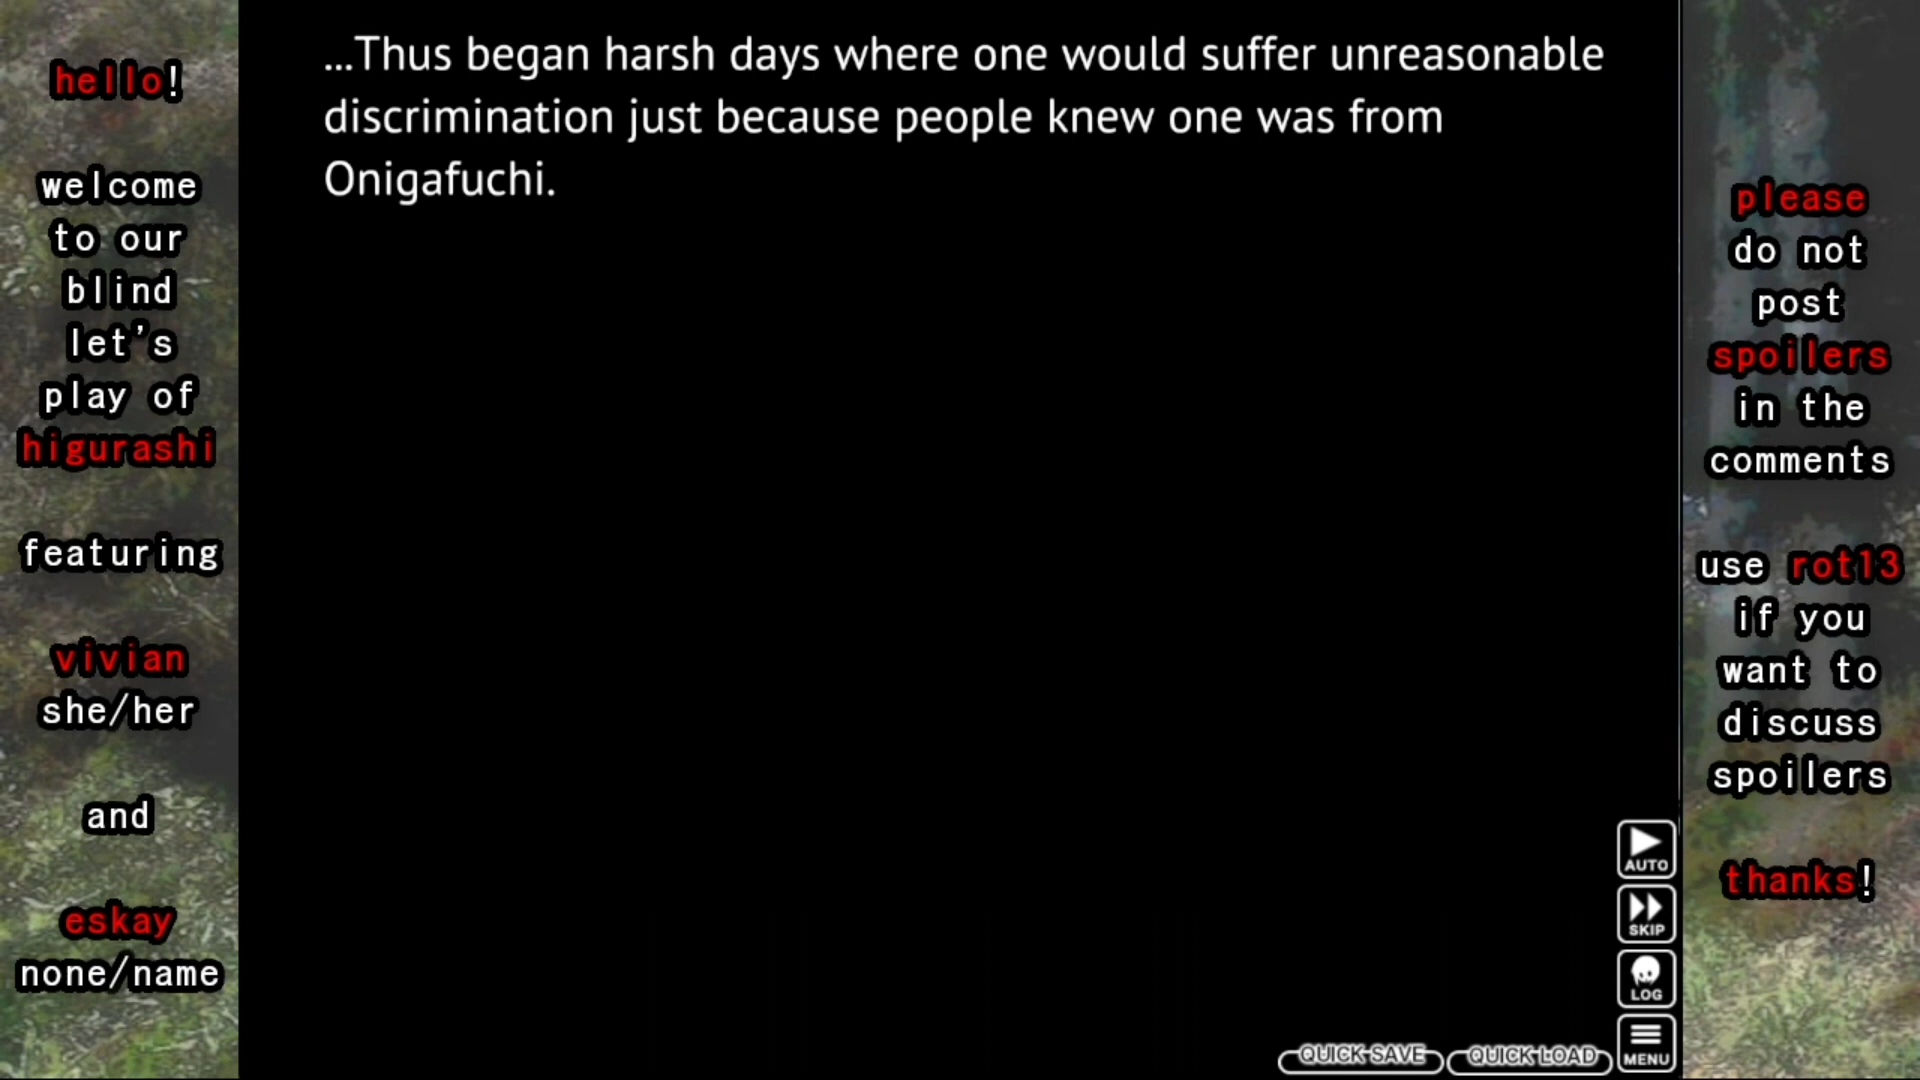 hello!
welcome
to our
blind
let's
play of
higurashi
featuring
vivian
she/her
and
eskay
none/name
...Thus began harsh days where one would suffer unreasonable
discrimination just because people knew one was from
Onigafuchi.
please
do not
post
spoilers
in the
comments
use rot13
if you
want to
discuss
spoilers
thanks!
AUTO
SKIP
LOG
MENU
QUICK SAVE
QUICK LOAD